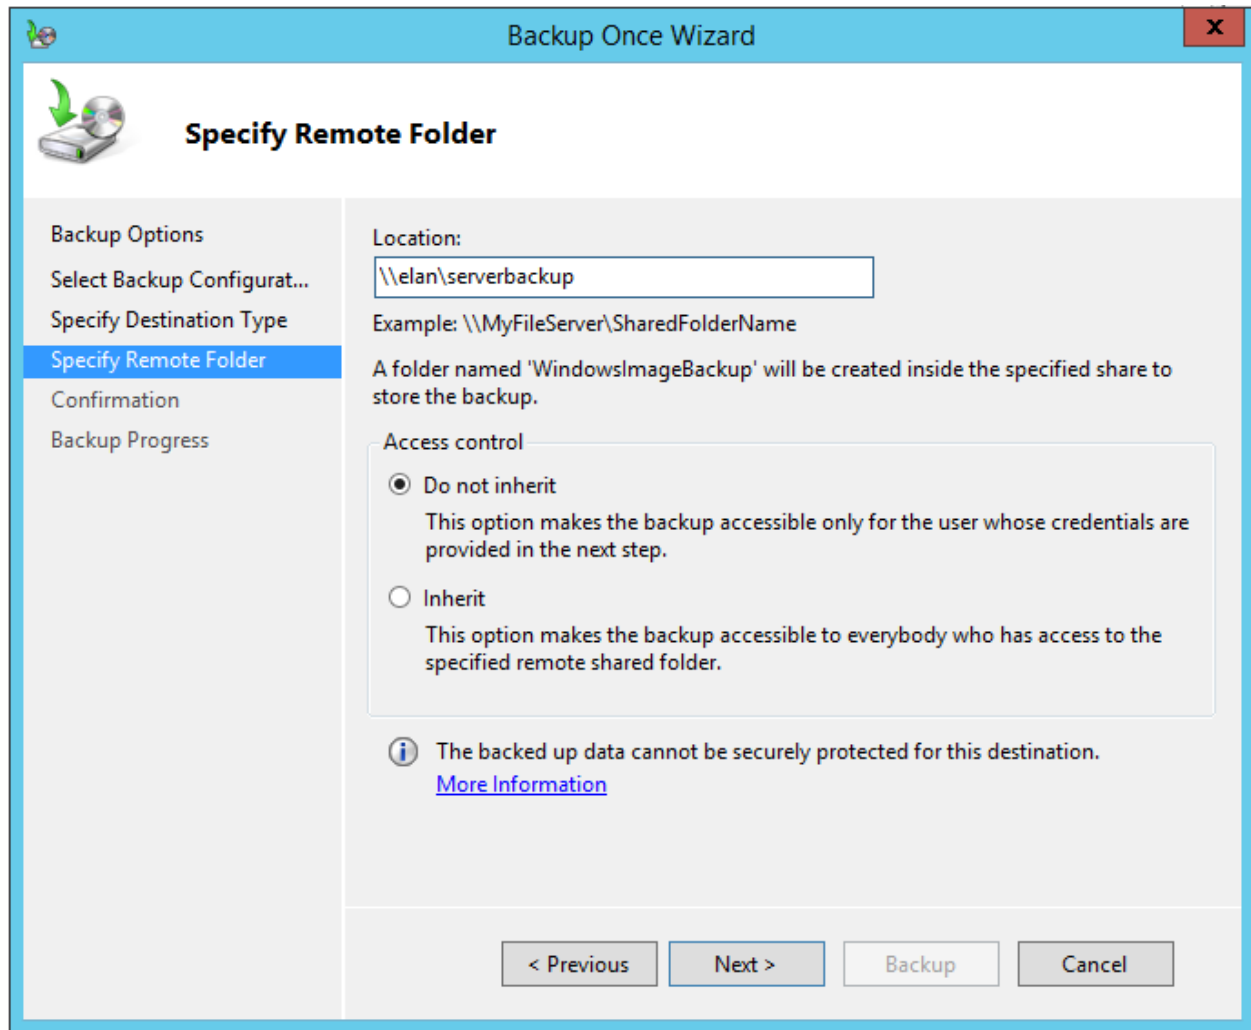 Backup Once Wizard
x
Specify Remote Folder
Backup Options
Select Backup Configurat...
Specify Destination Type
Specify Remote Folder
Confirmation
Backup Progress
Location:
\\elan\serverbackup
Example: \\MyFileServer\SharedFolderName
A folder named 'WindowsImageBackup' will be created inside the specified share to
store the backup.
Access control
Do not inherit
This option makes the backup accessible only for the user whose credentials are
provided in the next step.
Inherit
This option makes the backup accessible to everybody who has access to the
specified remote shared folder.
The backed up data cannot be securely protected for this destination.
More Information
< Previous
Next >
Backup
Cancel